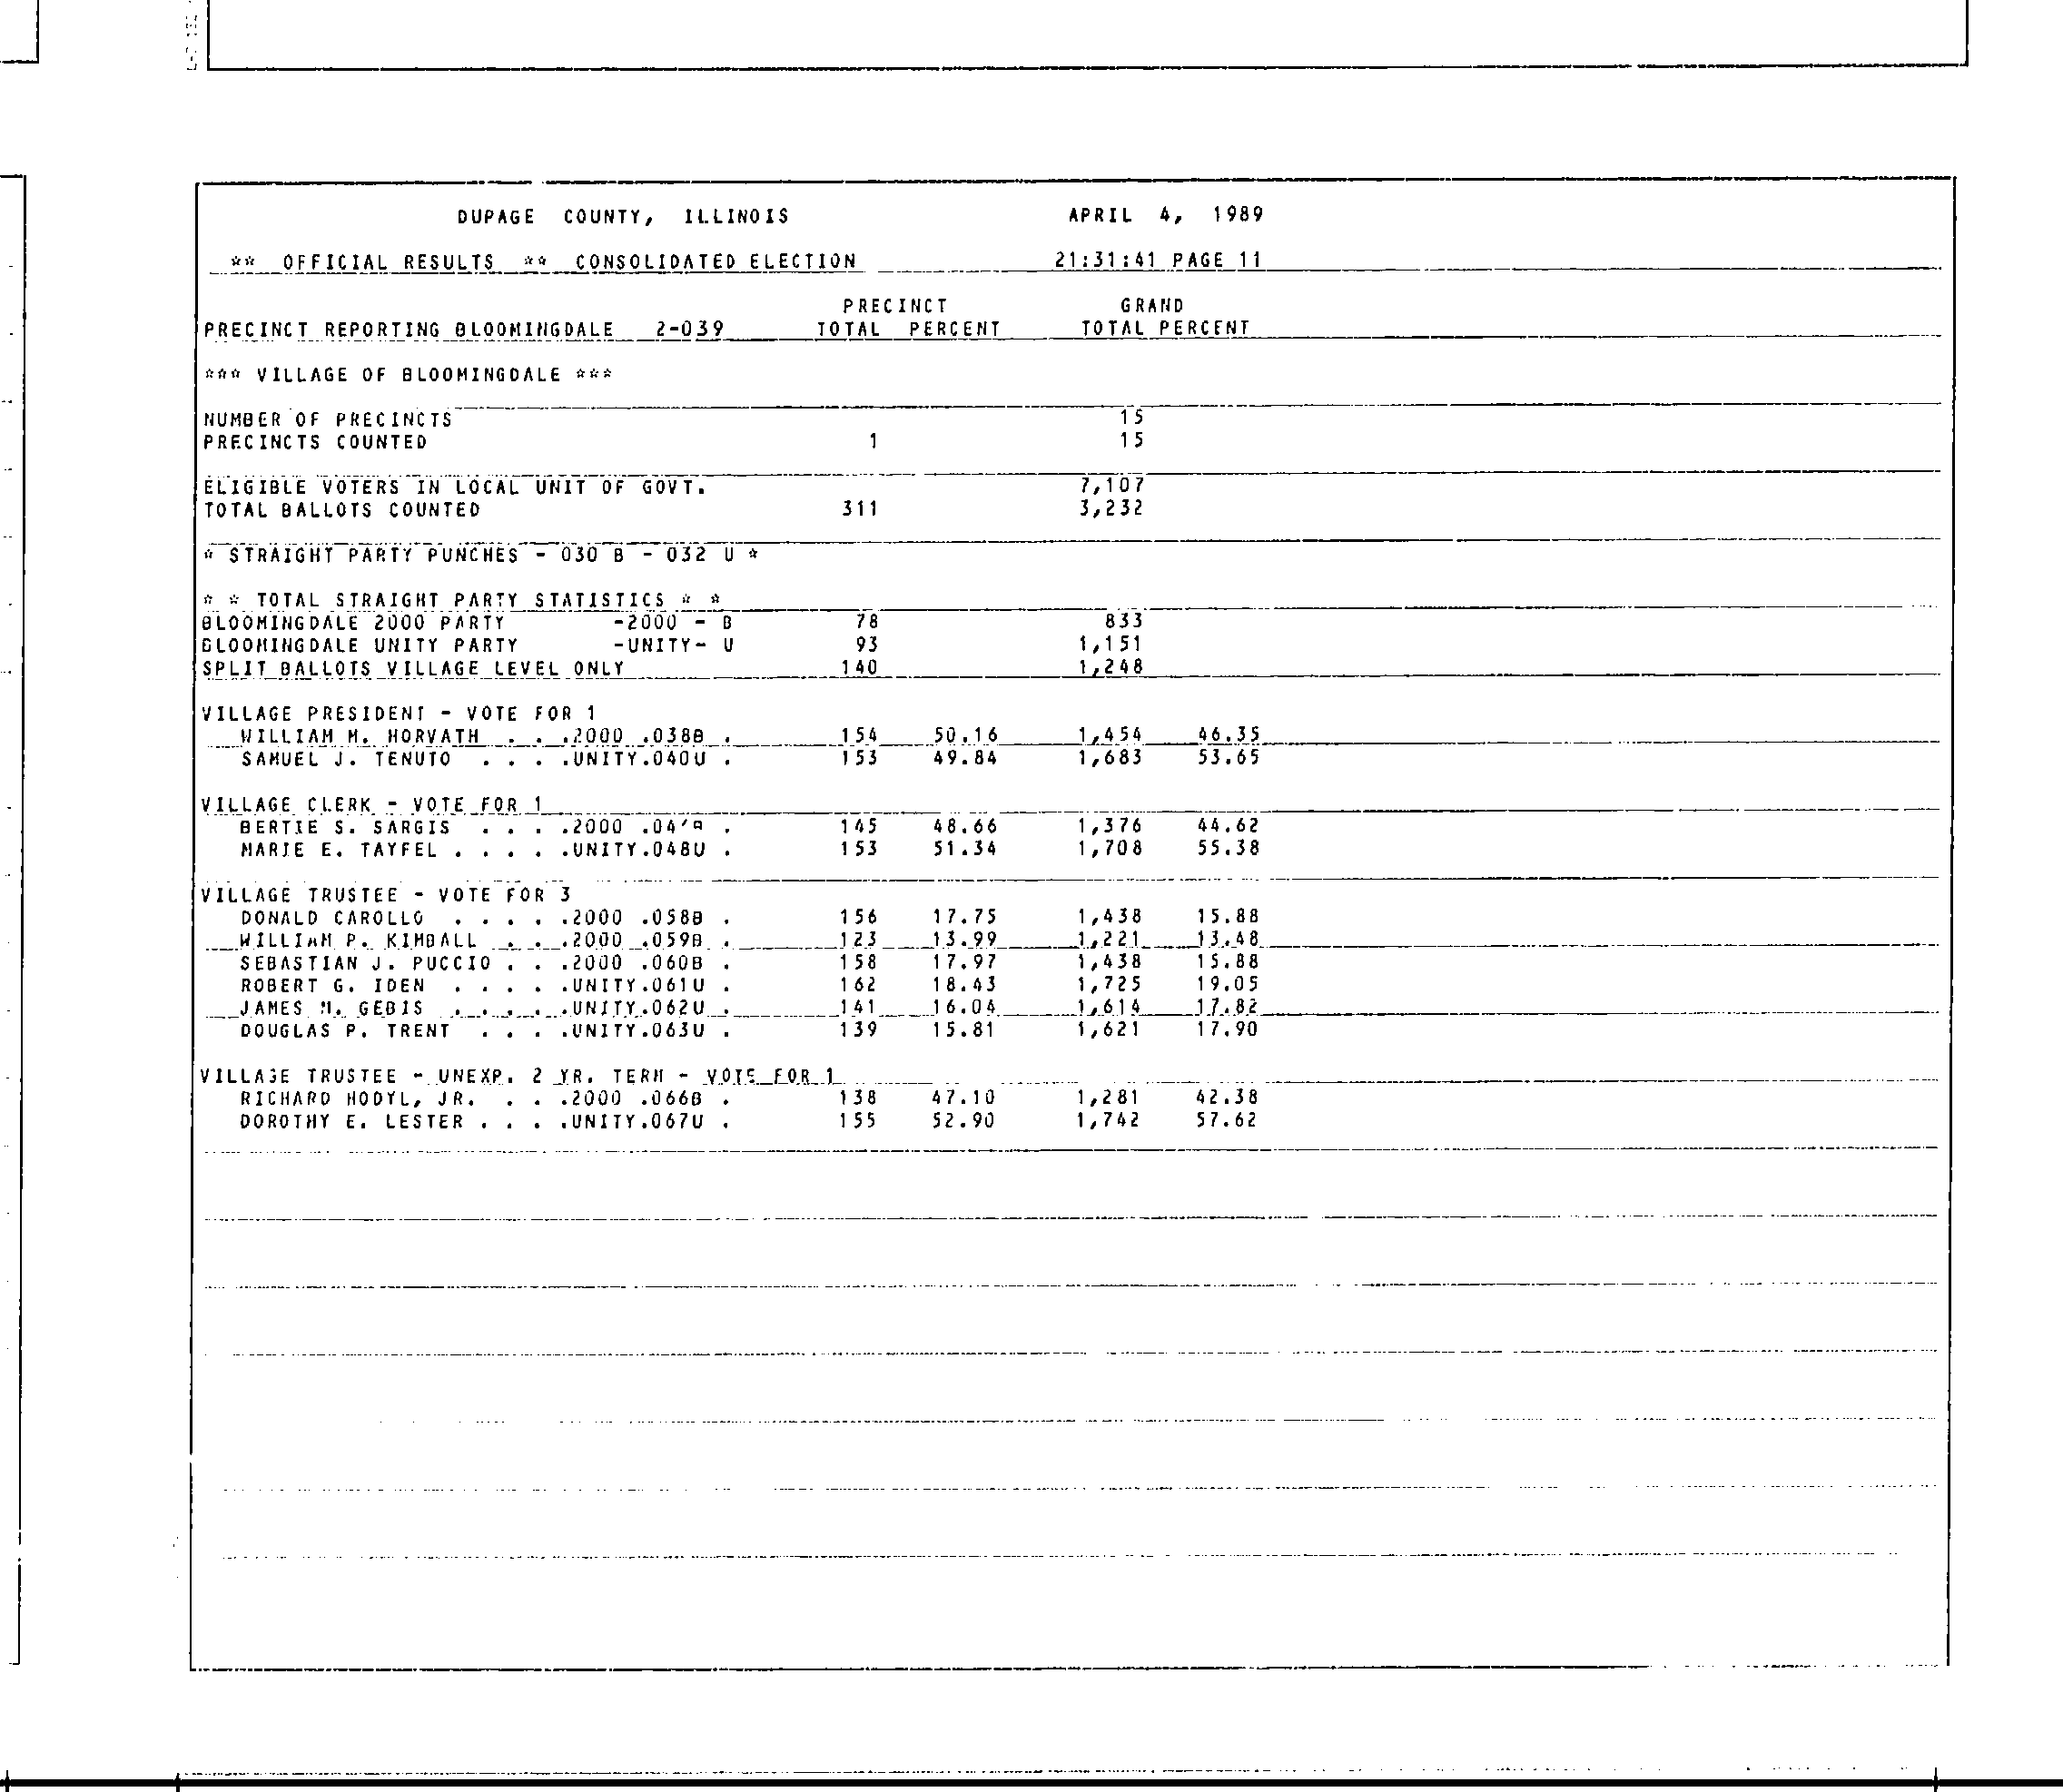 DUPAGE COUNTY, ILLINOIS APRIL 4, 1989
** OFFICIAL RESULTS ** CONSOLIDATED ELECTION 21:31:41 PAGE 11
PRECINCT GRAND
PRECINCT REPORTING BLOOMINGDALE 2-039 TOTAL PERCENT TOTAL PERCENT
*** VILLAGE OF BLOOMINGDALE ***
NUMBER OF PRECINCTS 15
PRECINCTS COUNTED 1 15
ELIGIBLE VOTERS IN LOCAL UNIT OF GOVT. 7,107
TOTAL BALLOTS COUNTED 311 3,232
* STRAIGHT PARTY PUNCHES - 030 B - 032 U *
* * TOTAL STRAIGHT PARTY STATISTICS * *
BLOOMINGDALE 2000 PARTY -2000 - B 78 833
BLOOMINGDALE UNITY PARTY -UNITY- U 93 1,151
SPLIT BALLOTS VILLAGE LEVEL ONLY 140 1,248
VILLAGE PRESIDENT - VOTE FOR 1
WILLIAM M. HORVATH . . .2000 .038B . 154 50.16 1,454 46.35
SAMUEL J. TENUTO . . . .UNITY.040U . 153 49.84 1,683 53.65
VILLAGE CLERK - VOTE FOR 1
BERTIE S. SARGIS . . . .2000 . 145 48.66 1,376 44.62
MARIE E. TAYFEL . . . . .UNITY.048U . 153 51.34 1,708 55.38
VILLAGE TRUSTEE - VOTE FOR 3
DONALD CAROLLO . . . . .2000 .058B . 156 17.75 1,438 15.88
WILLIAM P. KIMBALL . . .2000 .059B . 123 13.99 1,221 13.48
SEBASTIAN J. PUCCIO . . .2000 .060B . 158 17.97 1,438 15.88
ROBERT G. IDEN . . . . .UNITY.061U . 162 18.43 1,725 19.05
JAMES M. GEBIS . . . . .UNITY.062U . 141 16.04 1,614 17.82
DOUGLAS P. TRENT . . . .UNITY.063U . 139 15.81 1,621 17.90
VILLAGE TRUSTEE - UNEXP. 2 YR. TERM - VOTE FOR 1
RICHARD HODYL, JR. . . .2000 .066B . 138 47.10 1,281 42.38
DOROTHY E. LESTER . . . .UNITY.067U . 155 52.90 1,742 57.62